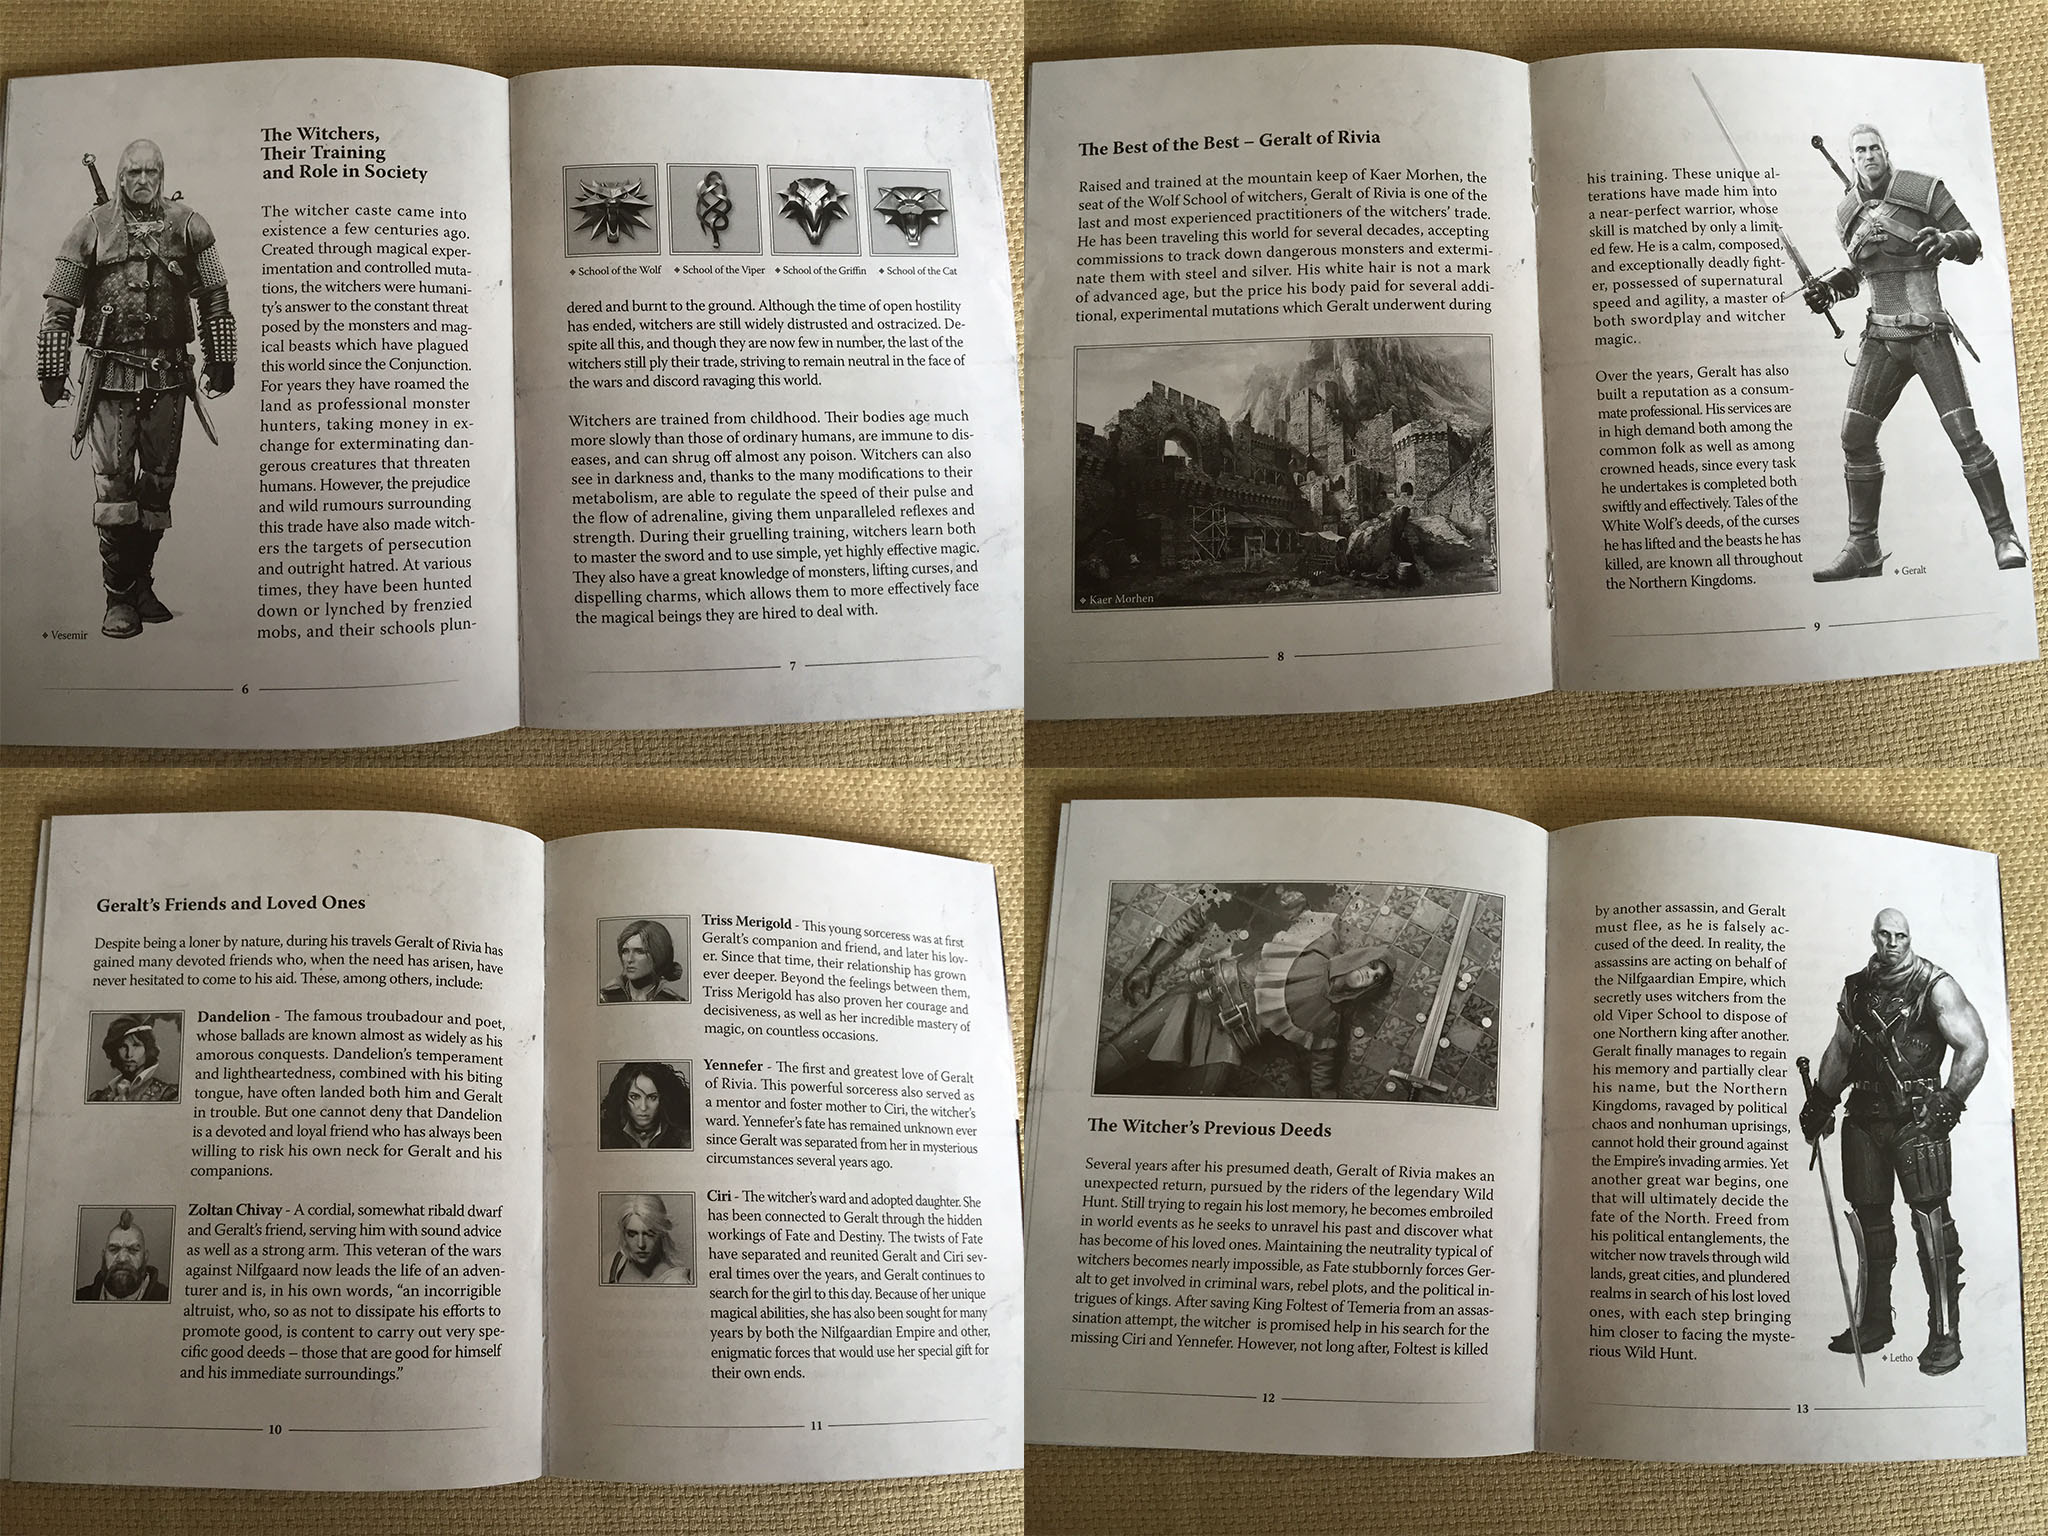 The Witchers,
Their Training
and Role in Society
The witcher caste came into
existence a few centuries ago.
Created through magical exper-
imentation and controlled muta-
tions, the witchers were humani-
ty's answer to the constant threat
posed by the monsters and mag-
ical beasts which have plagued
this world since the Conjunction.
For years they have roamed the
land as professional monster
hunters, taking money in ex-
change for exterminating dan-
gerous creatures that threaten
humans. However, the prejudice
and wild rumours surrounding
this trade have also made witch-
ers the targets of persecution
and outright hatred. At various
times, they have been hunted
down or lynched by frenzied
mobs, and their schools plun-
Vesemir
6
School of the Wolf
School of the Viper
School of the Griffin
School of the Cat
dered and burnt to the ground. Although the time of open hostility
has ended, witchers are still widely distrusted and ostracized. De-
spite all this, and though they are now few in number, the last of the
witchers still ply their trade, striving to remain neutral in the face of
the wars and discord ravaging this world.
Witchers are trained from childhood. Their bodies age much
more slowly than those of ordinary humans, are immune to dis-
eases, and can shrug off almost any poison. Witchers can also
see in darkness and, thanks to the many modifications to their
metabolism, are able to regulate the speed of their pulse and
the flow of adrenaline, giving them unparalleled reflexes and
strength. During their gruelling training, witchers learn both
to master the sword and to use simple, yet highly effective magic.
They also have a great knowledge of monsters, lifting curses, and
dispelling charms, which allows them to more effectively face
the magical beings they are hired to deal with.
7
The Best of the Best – Geralt of Rivia
Raised and trained at the mountain keep of Kaer Morhen, the
seat of the Wolf School of witchers, Geralt of Rivia is one of the
last and most experienced practitioners of the witchers' trade.
He has been traveling this world for several decades, accepting
commissions to track down dangerous monsters and extermi-
nate them with steel and silver. His white hair is not a mark
of advanced age, but the price his body paid for several addi-
tional, experimental mutations which Geralt underwent during
Kaer Morhen
8
his training. These unique al-
terations have made him into
a near-perfect warrior, whose
skill is matched by only a limit-
ed few. He is a calm, composed,
and exceptionally deadly fight-
er, possessed of supernatural
speed and agility, a master of
both swordplay and witcher
magic.
Over the years, Geralt has also
built a reputation as a consum-
mate professional. His services are
in high demand both among the
common folk as well as among
crowned heads, since every task
he undertakes is completed both
swiftly and effectively. Tales of the
White Wolf's deeds, of the curses
he has lifted and the beasts he has
killed, are known all throughout
the Northern Kingdoms.
Geralt
9
Geralt's Friends and Loved Ones
Despite being a loner by nature, during his travels Geralt of Rivia has
gained many devoted friends who, when the need has arisen, have
never hesitated to come to his aid. These, among others, include:
Dandelion - The famous troubadour and poet,
whose ballads are known almost as widely as his
amorous conquests. Dandelion's temperament
and lightheartedness, combined with his biting
tongue, have often landed both him and Geralt
in trouble. But one cannot deny that Dandelion
is a devoted and loyal friend who has always been
willing to risk his own neck for Geralt and his
companions.
Zoltan Chivay - A cordial, somewhat ribald dwarf
and Geralt's friend, serving him with sound advice
as well as a strong arm. This veteran of the wars
against Nilfgaard now leads the life of an adven-
turer and is, in his own words, "an incorrigible
altruist, who, so as not to dissipate his efforts to
promote good, is content to carry out very spe-
cific good deeds – those that are good for himself
and his immediate surroundings."
10
Triss Merigold - This young sorceress was at first
Geralt's companion and friend, and later his lov-
er. Since that time, their relationship has grown
ever deeper. Beyond the feelings between them,
Triss Merigold has also proven her courage and
decisiveness, as well as her incredible mastery of
magic, on countless occasions.
Yennefer - The first and greatest love of Geralt
of Rivia. This powerful sorceress also served as
a mentor and foster mother to Ciri, the witcher's
ward. Yennefer's fate has remained unknown ever
since Geralt was separated from her in mysterious
circumstances several years ago.
Ciri - The witcher's ward and adopted daughter. She
has been connected to Geralt through the hidden
workings of Fate and Destiny. The twists of Fate
have separated and reunited Geralt and Ciri sev-
eral times over the years, and Geralt continues to
search for the girl to this day. Because of her unique
magical abilities, she has also been sought for many
years by both the Nilfgaardian Empire and other,
enigmatic forces that would use her special gift for
their own ends.
11
The Witcher's Previous Deeds
Several years after his presumed death, Geralt of Rivia makes an
unexpected return, pursued by the riders of the legendary Wild
Hunt. Still trying to regain his lost memory, he becomes embroiled
in world events as he seeks to unravel his past and discover what
has become of his loved ones. Maintaining the neutrality typical of
witchers becomes nearly impossible, as Fate stubbornly forces Ger-
alt to get involved in criminal wars, rebel plots, and the political in-
trigues of kings. After saving King Foltest of Temeria from an assas-
sination attempt, the witcher is promised help in his search for the
missing Ciri and Yennefer. However, not long after, Foltest is killed
12
by another assassin, and Geralt
must flee, as he is falsely ac-
cused of the deed. In reality, the
assassins are acting on behalf of
the Nilfgaardian Empire, which
secretly uses witchers from the
old Viper School to dispose of
one Northern king after another.
Geralt finally manages to regain
his memory and partially clear
his name, but the Northern
Kingdoms, ravaged by political
chaos and nonhuman uprisings,
cannot hold their ground against
the Empire's invading armies. Yet
another great war begins, one
that will ultimately decide the
fate of the North. Freed from
his political entanglements, the
witcher now travels through wild
lands, great cities, and plundered
realms in search of his lost loved
ones, with each step bringing
him closer to facing the myste-
rious Wild Hunt.
Letho
13